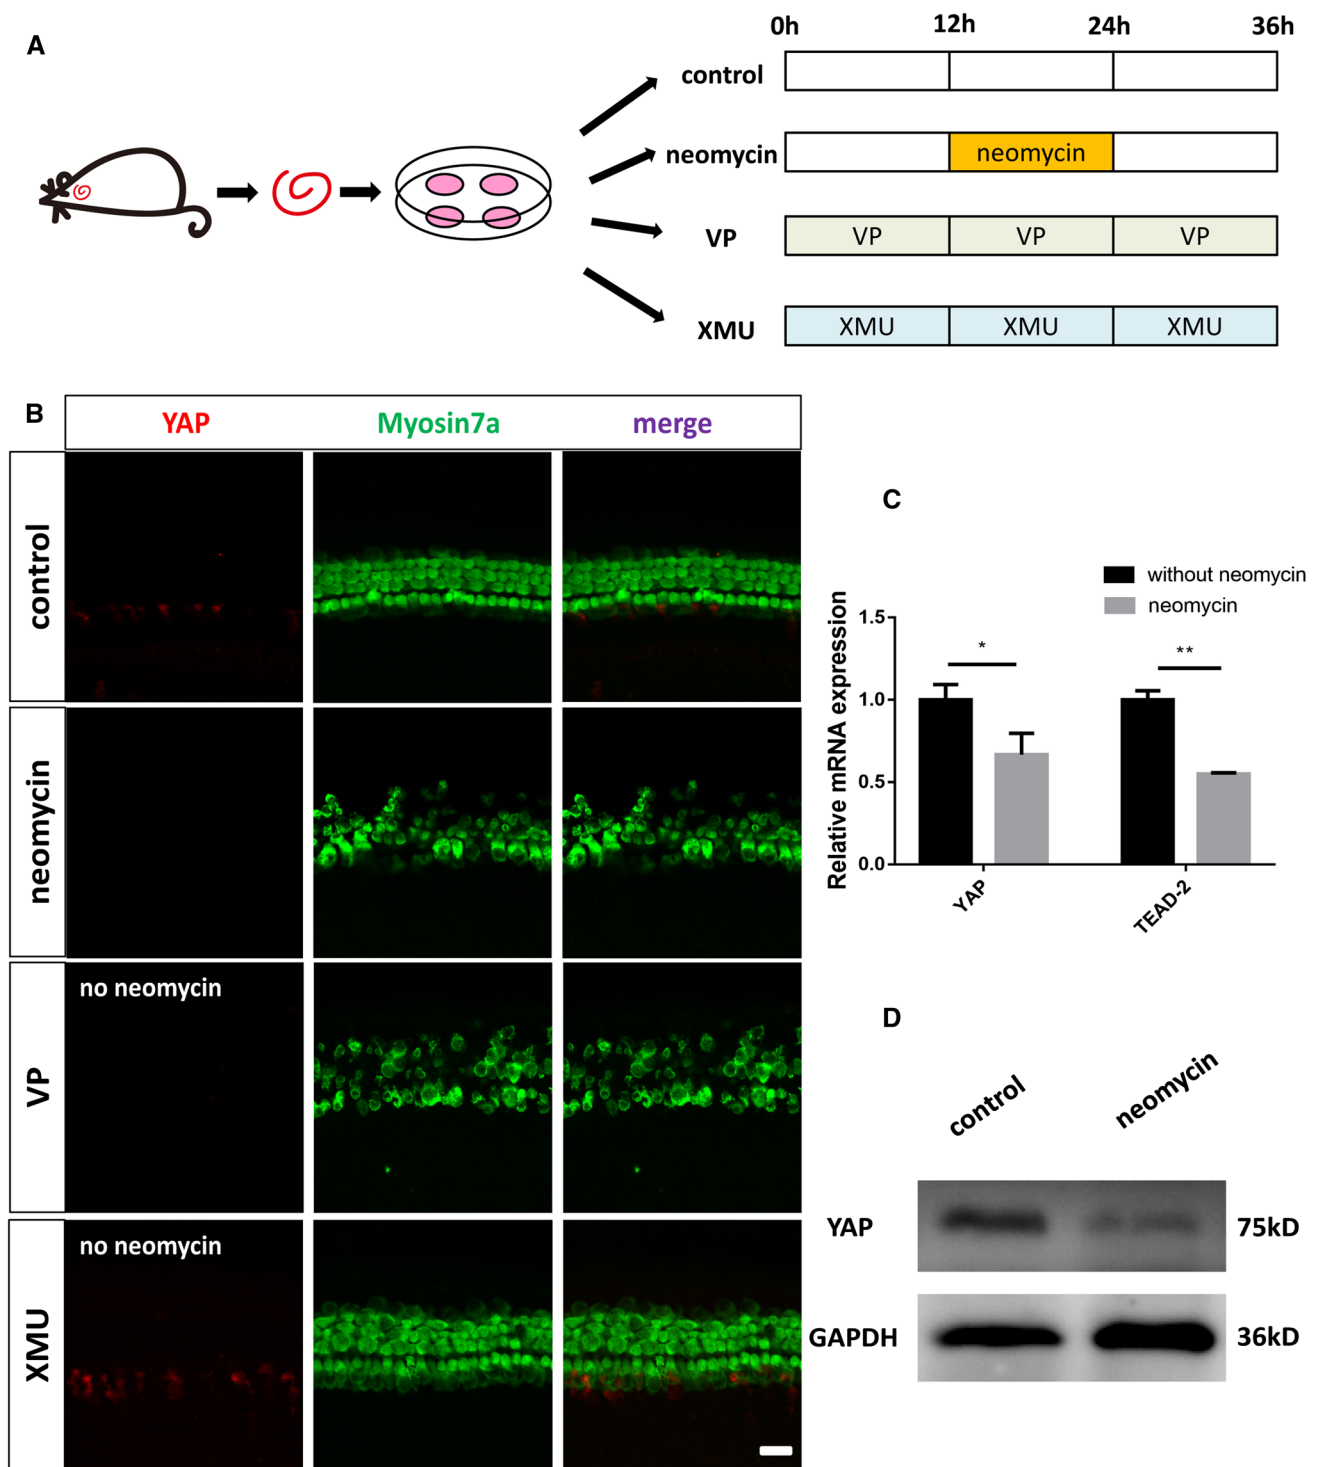 A
0h 12h 24h 36h
control
neomycin neomycin
VP VP VP VP
XMU XMU XMU XMU
B
YAP Myosin7a merge
control
neomycin
no neomycin
VP
no neomycin
XMU
C
without neomycin
neomycin
Relative mRNA expression
1.5
1.0
0.5
0.0
*
**
YAP
TEAD-2
D
control neomycin
YAP 75kD
GAPDH 36kD